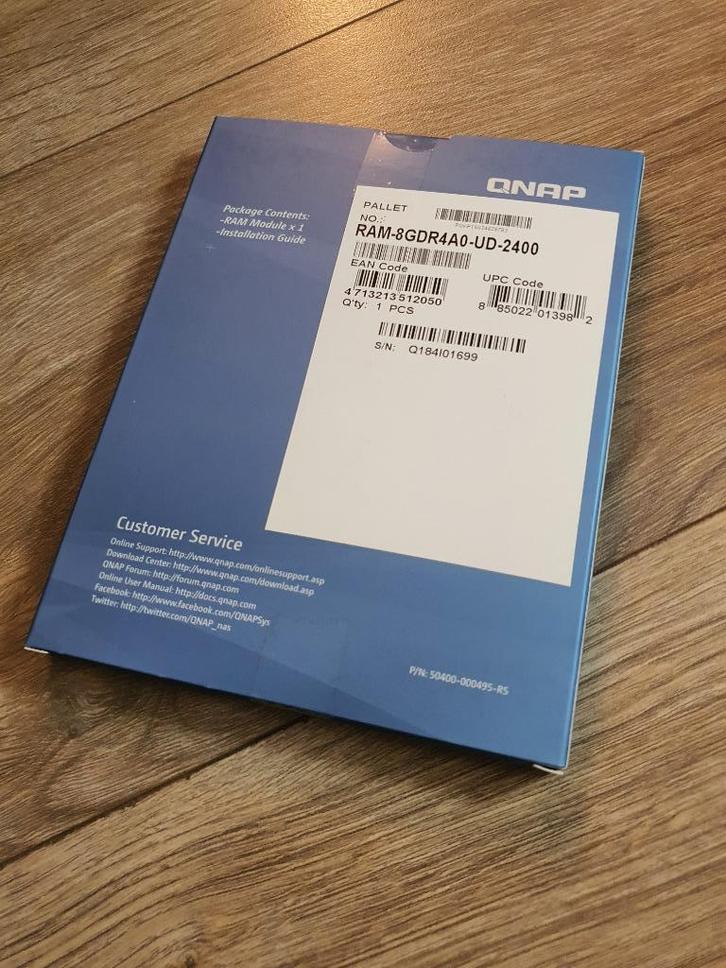 QNAP
Package Contents:
-RAM Module x 1
-Installation Guide
PALLET
NO.:
RAM-8GDR4A0-UD-2400
EAN Code
4 713213 512050
UPC Code
8 85022 01398 2
Q'ty: 1 PCS
S/N: Q184I01699
Customer Service
Online Support: http://www.qnap.com/onlinesupport.asp
Download Center: http://www.qnap.com/download.asp
QNAP Forum: http://forum.qnap.com
Online User Manual: http://docs.qnap.com
Facebook: http://www.facebook.com/QNAPSys
Twitter: http://twitter.com/QNAP_nas
P/N: 50400-000495-RS